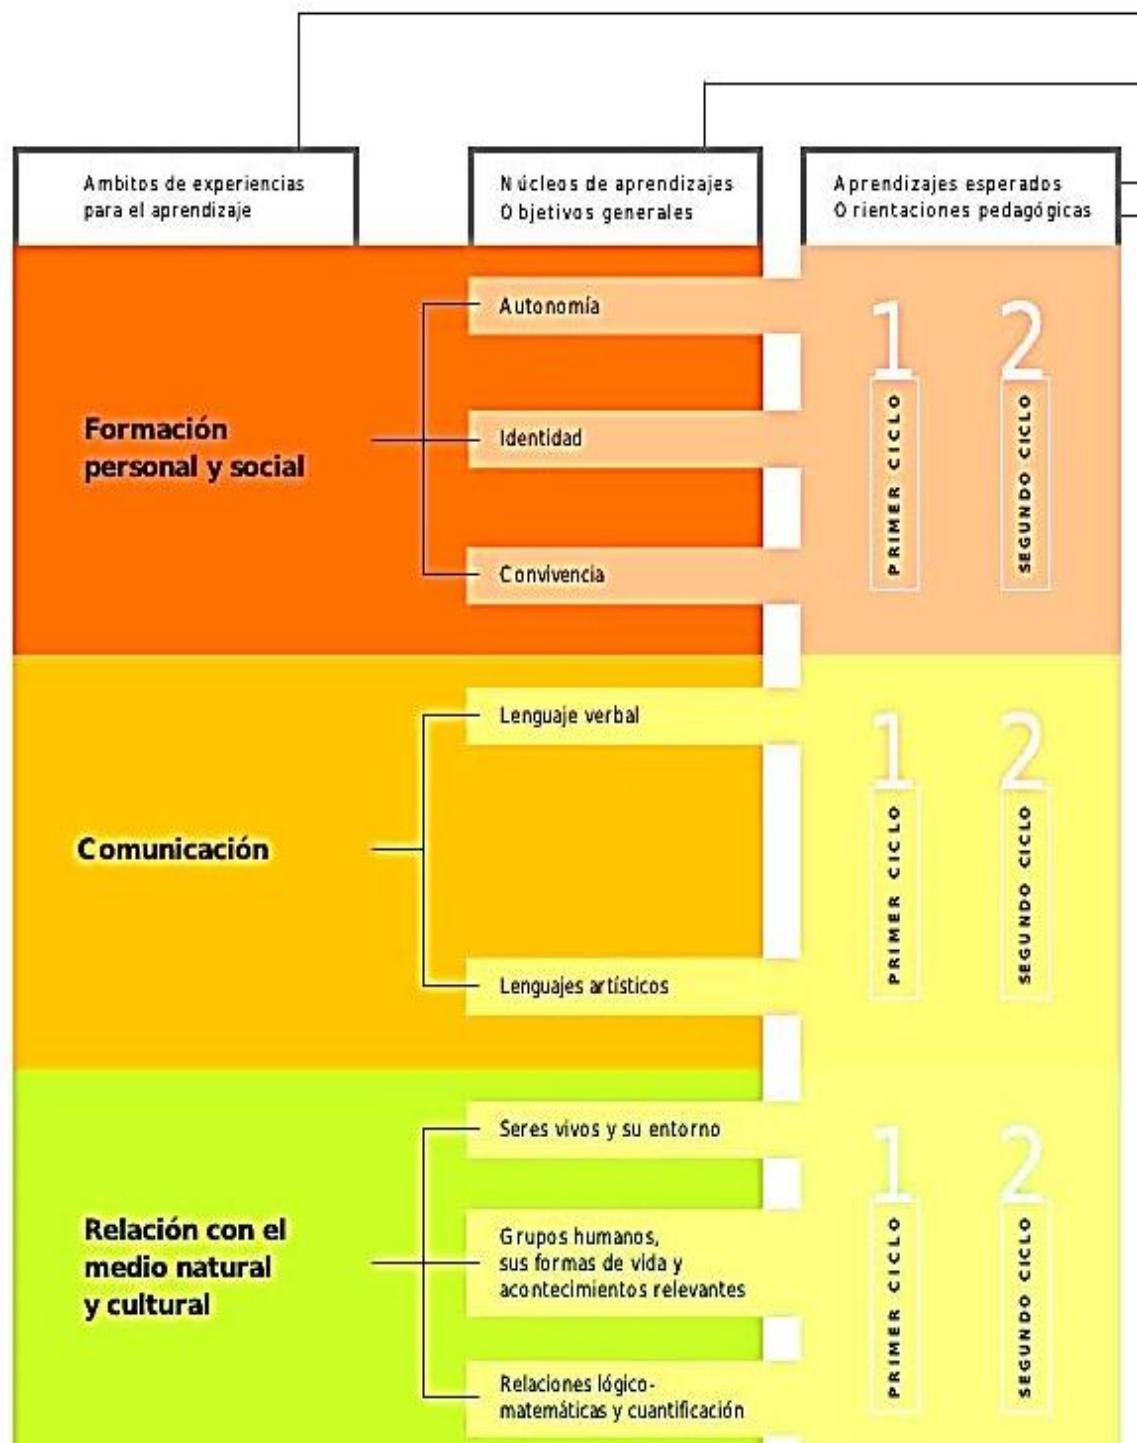 Ambitos de experiencias
para el aprendizaje
Núcleos de aprendizajes
Objetivos generales
Aprendizajes esperados
Orientaciones pedagógicas
Formación
personal y social
Autonomía
Identidad
Convivencia
1
PRIMER CICLO
2
SEGUNDO CICLO
Comunicación
Lenguaje verbal
Lenguajes artísticos
1
PRIMER CICLO
2
SEGUNDO CICLO
Relación con el
medio natural
y cultural
Seres vivos y su entorno
Grupos humanos,
sus formas de vida y
acontecimientos relevantes
Relaciones lógico-
matemáticas y cuantificación
1
PRIMER CICLO
2
SEGUNDO CICLO